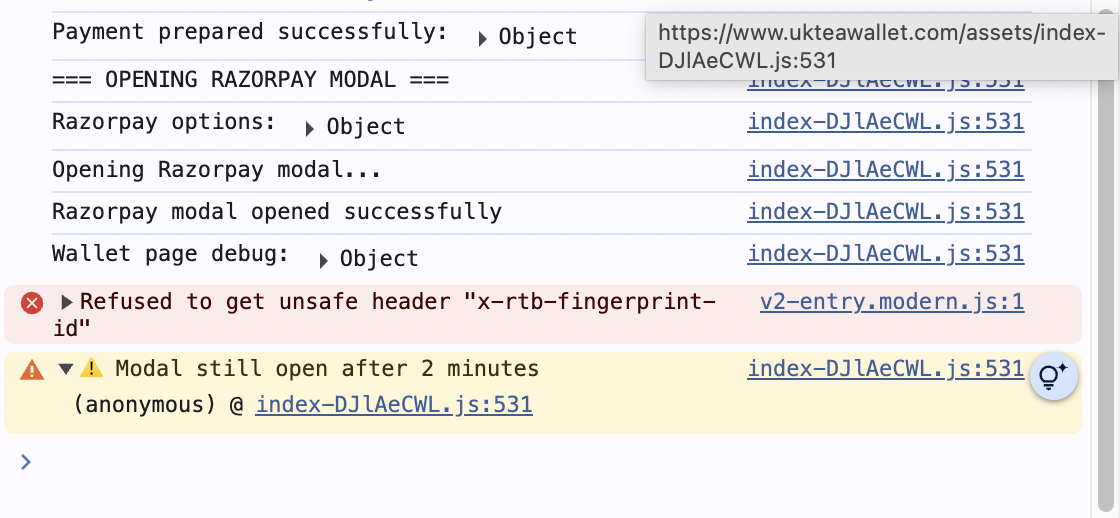 Payment prepared successfully: ▶ Object
https://www.ukteawallet.com/assets/index-
DJlAeCWL.js:531
=== OPENING RAZORPAY MODAL === index-DJlAeCWL.js:531
Razorpay options: ▶ Object index-DJlAeCWL.js:531
Opening Razorpay modal... index-DJlAeCWL.js:531
Razorpay modal opened successfully index-DJlAeCWL.js:531
Wallet page debug: ▶ Object index-DJlAeCWL.js:531
▶ Refused to get unsafe header "x-rtb-fingerprint- v2-entry.modern.js:1
id"
▼ ⚠ Modal still open after 2 minutes index-DJlAeCWL.js:531
(anonymous) @ index-DJlAeCWL.js:531